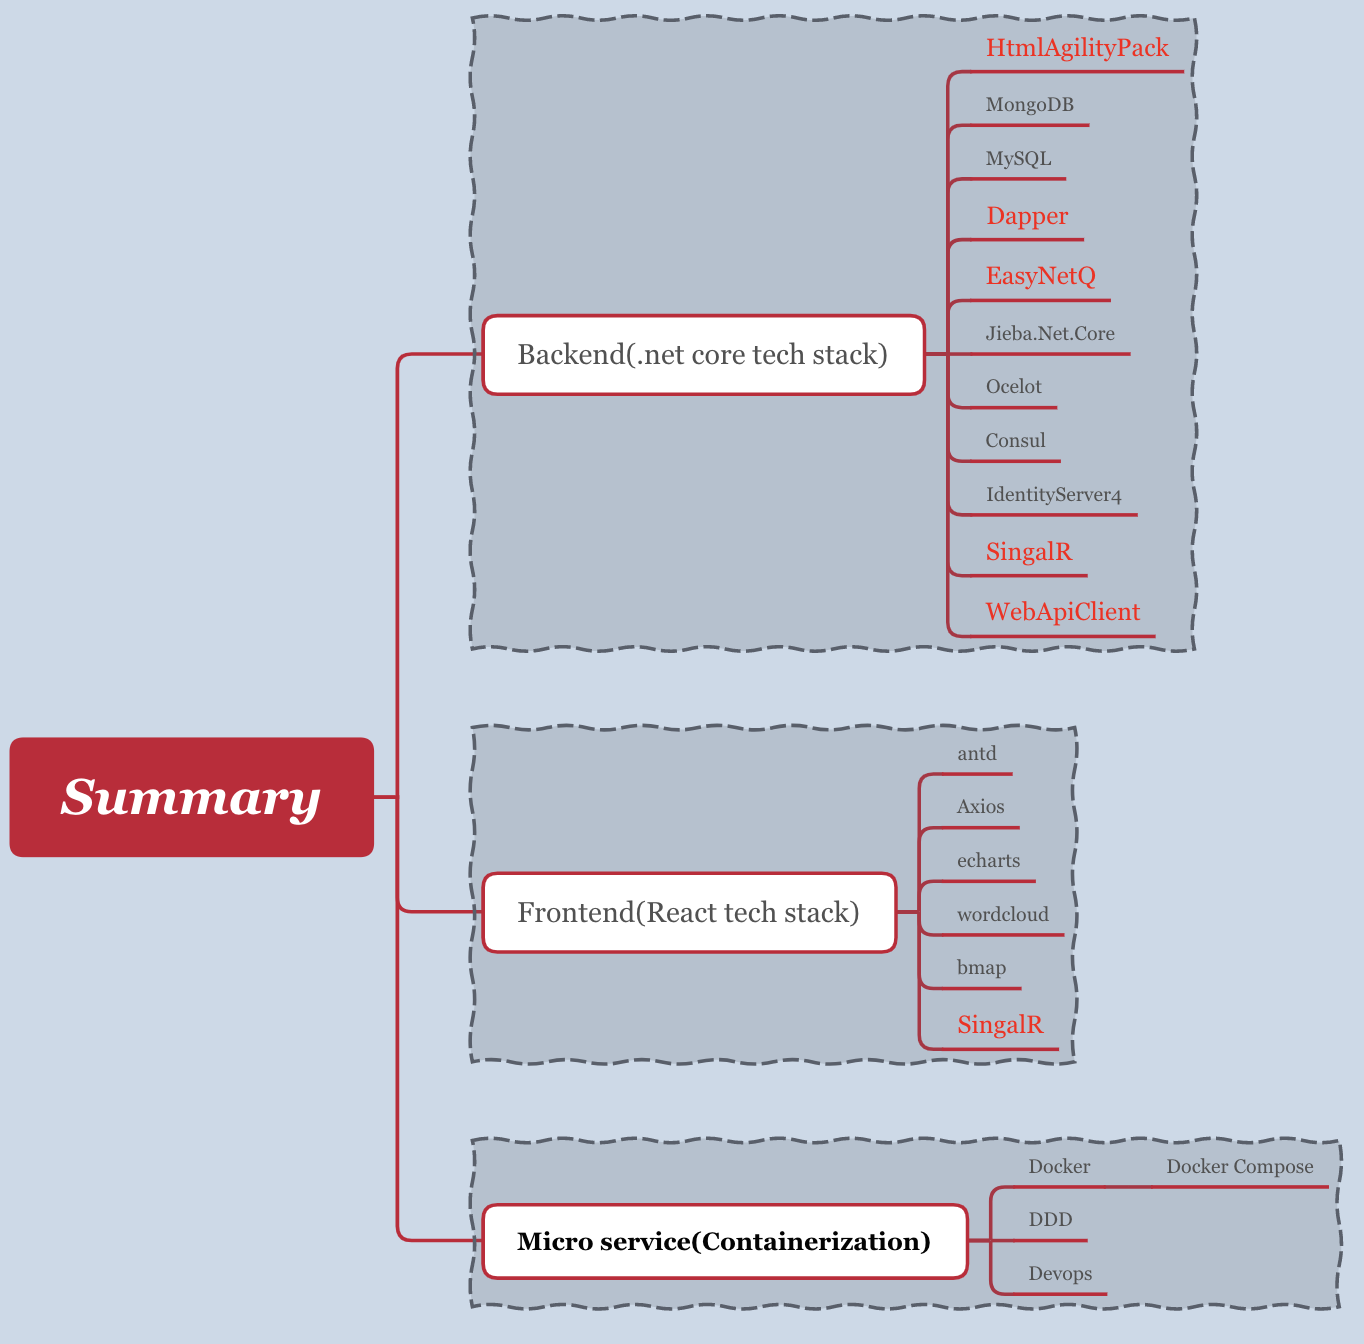 Summary
Backend(.net core tech stack)
HtmlAgilityPack
MongoDB
MySQL
Dapper
EasyNetQ
Jieba.Net.Core
Ocelot
Consul
IdentityServer4
SingalR
WebApiClient
Frontend(React tech stack)
antd
Axios
echarts
wordcloud
bmap
SingalR
Micro service(Containerization)
Docker
Docker Compose
DDD
Devops